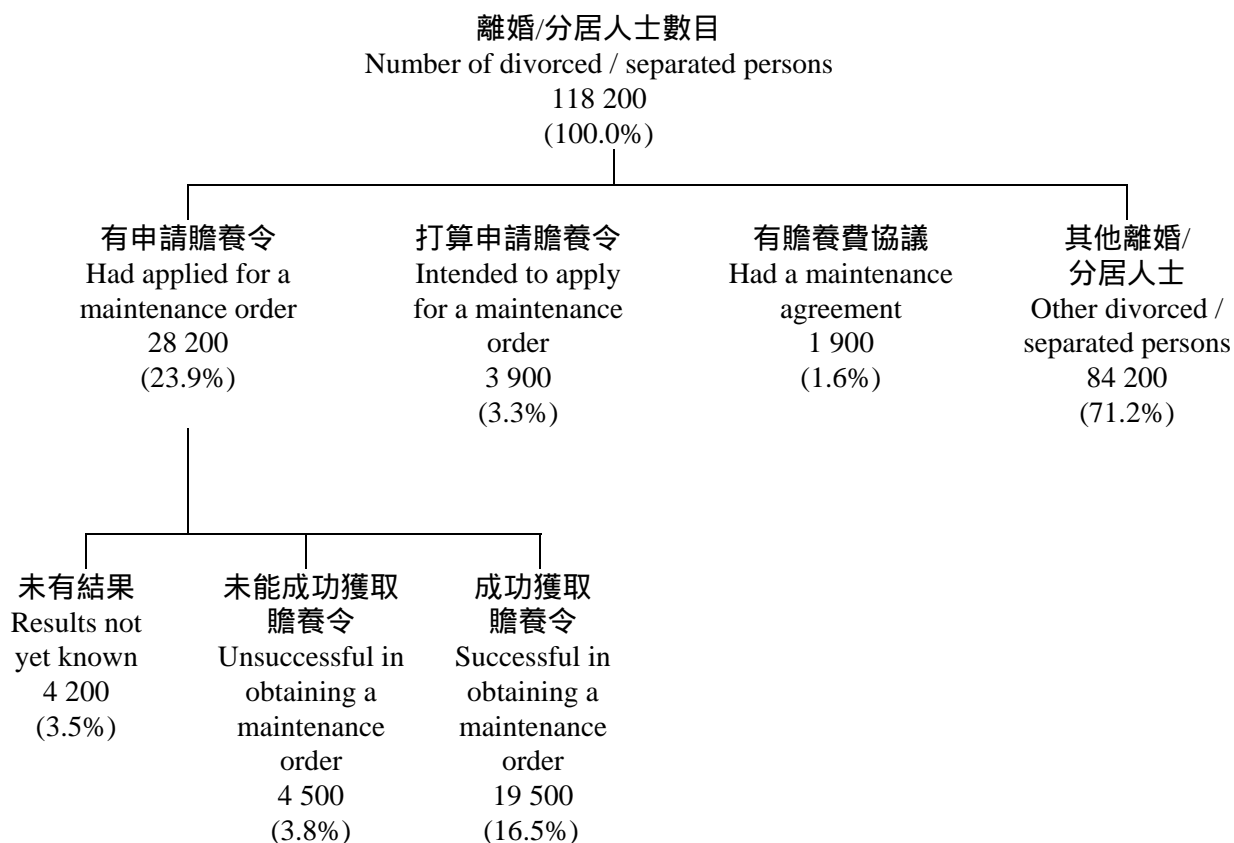 離婚/分居人士數目
Number of divorced / separated persons
118 200
(100.0%)
有申請贍養令
Had applied for a
maintenance order
28 200
(23.9%)
打算申請贍養令
Intended to apply
for a maintenance
order
3 900
(3.3%)
有贍養費協議
Had a maintenance
agreement
1 900
(1.6%)
其他離婚/
分居人士
Other divorced /
separated persons
84 200
(71.2%)
未有結果
Results not
yet known
4 200
(3.5%)
未能成功獲取
贍養令
Unsuccessful in
obtaining a
maintenance
order
4 500
(3.8%)
成功獲取
贍養令
Successful in
obtaining a
maintenance
order
19 500
(16.5%)